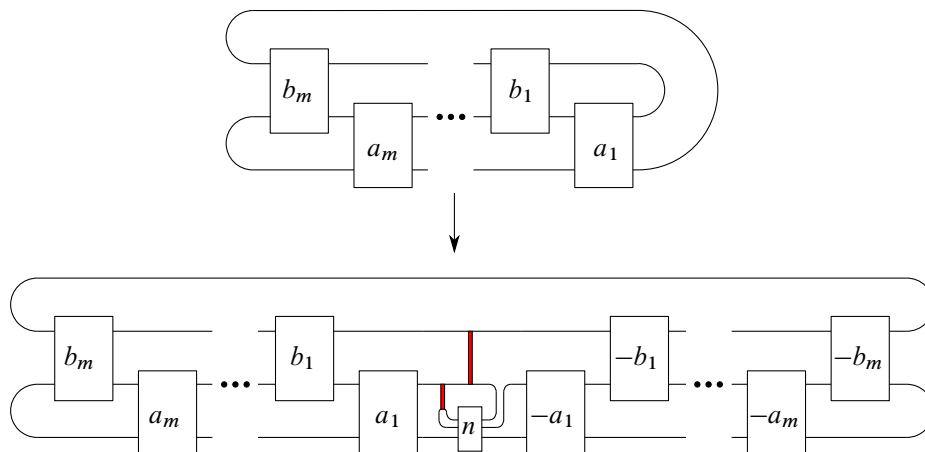 b_m b_1
a_m ••• a_1
b_m b_1 −b_1 −b_m
a_m ••• a_1 n −a_1 ••• −a_m